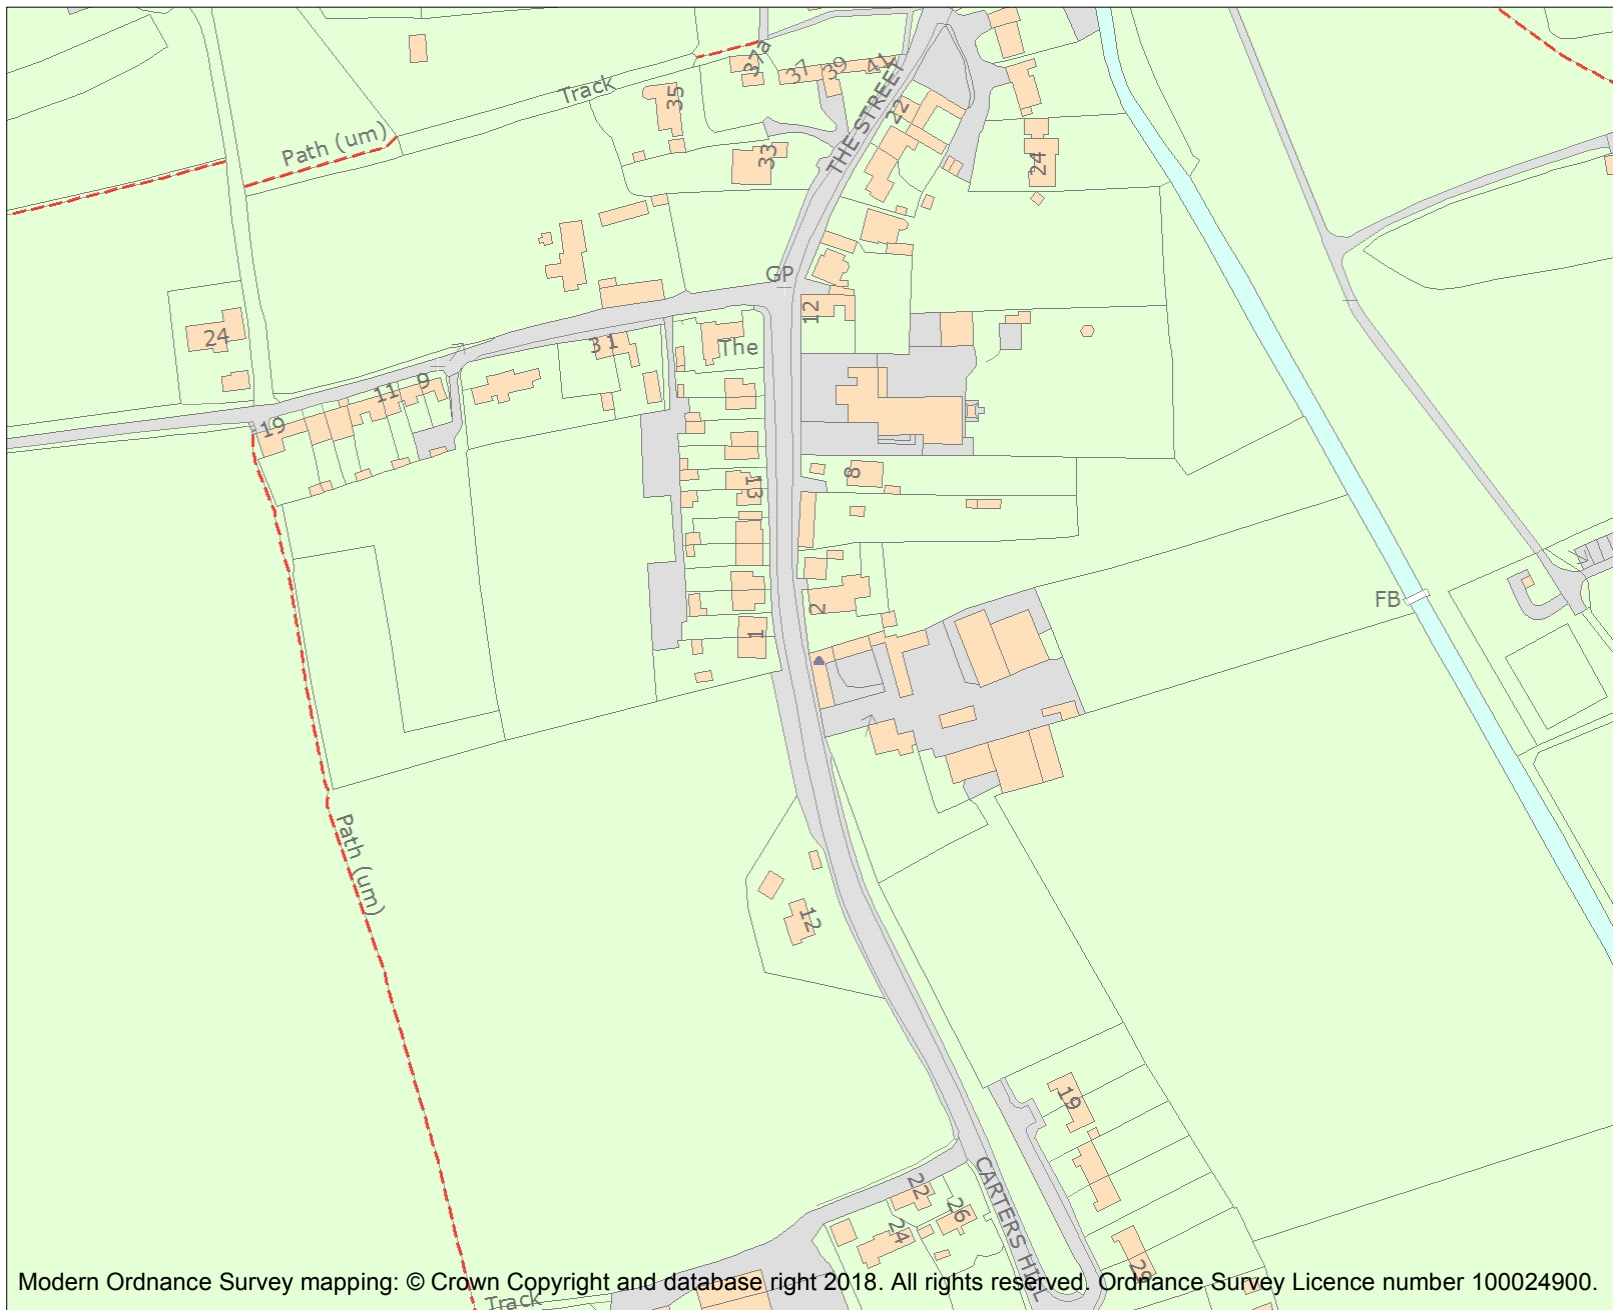 37a
37
39
41
Track
35
THE STREET
22
Path (um)
33
24
GP
12
24
31
The
9
11
19
8
13
2
1
FB
Path (um)
12
19
22
26
24
CARTERS HILL
29
Track
Modern Ordnance Survey mapping: © Crown Copyright and database right 2018. All rights reserved. Ordnance Survey Licence number 100024900.